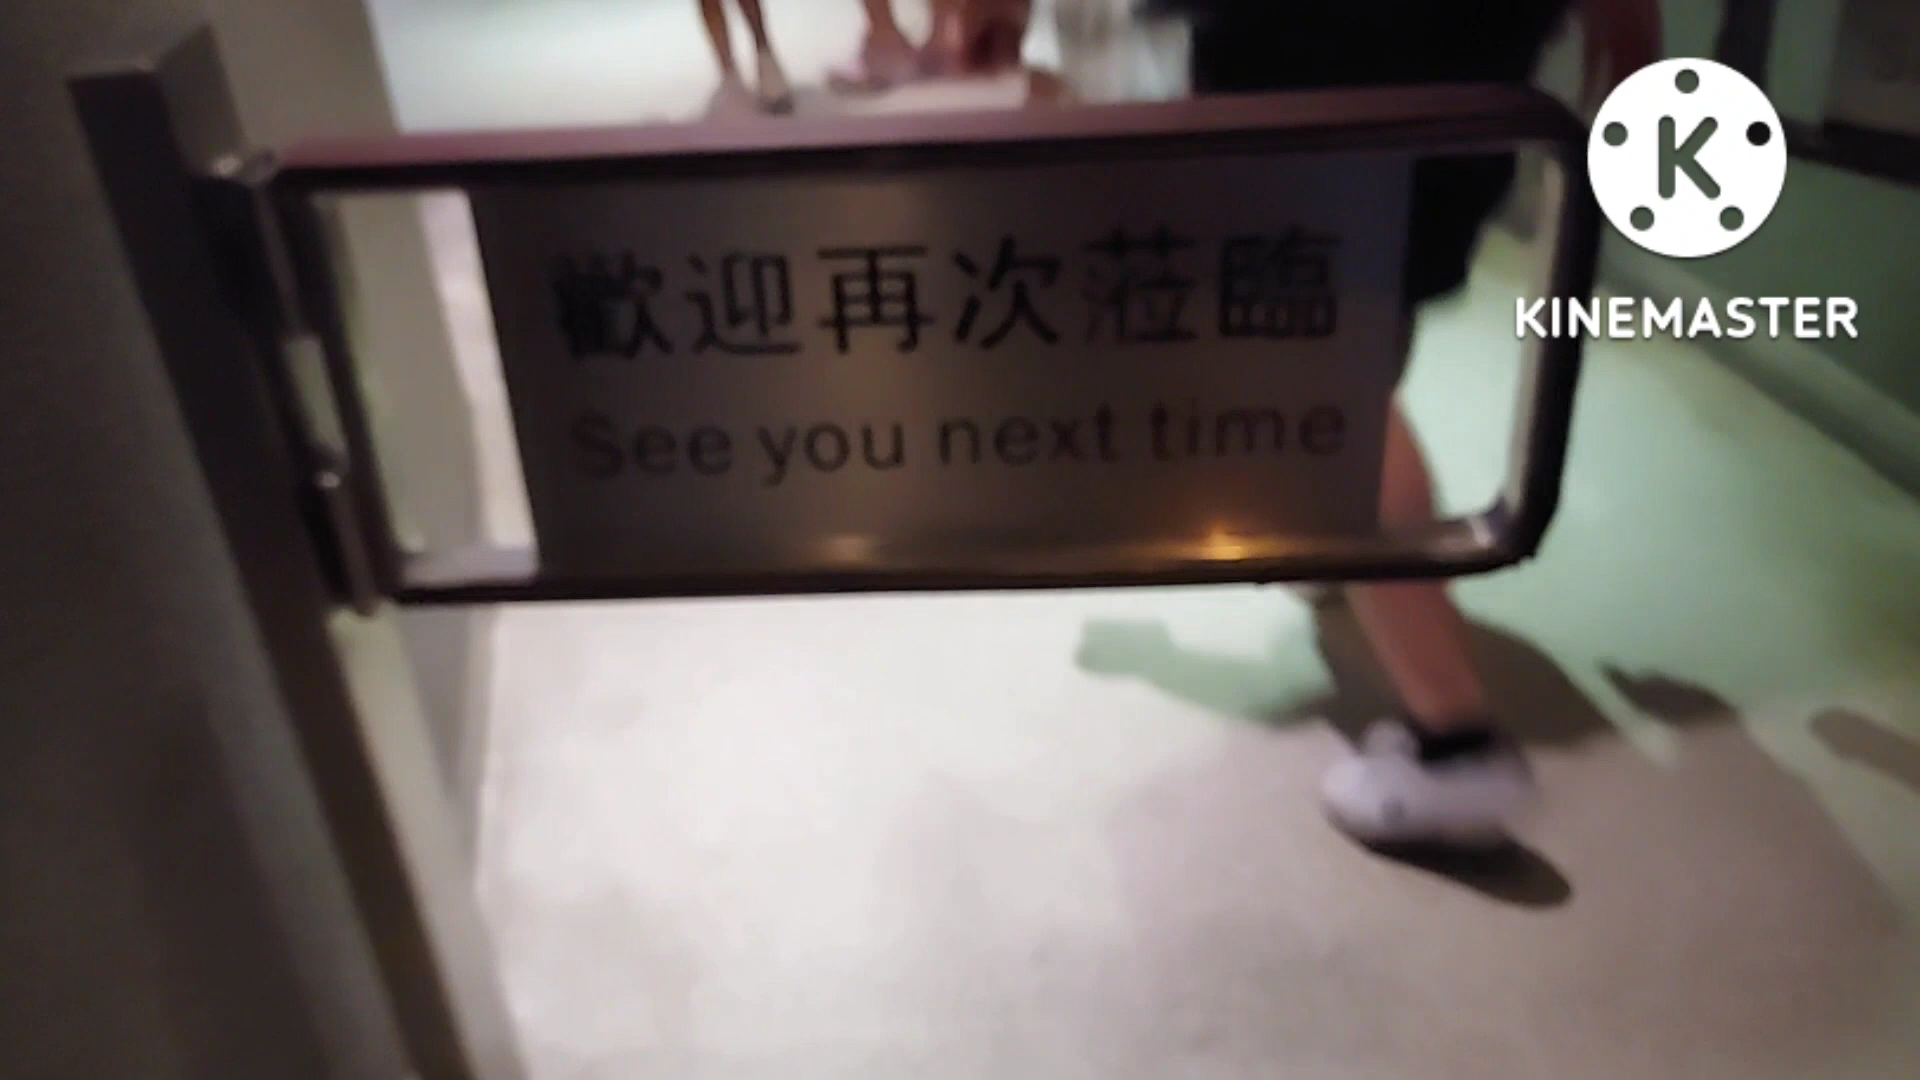 歡迎再次蒞臨
See you next time
K
KINEMASTER